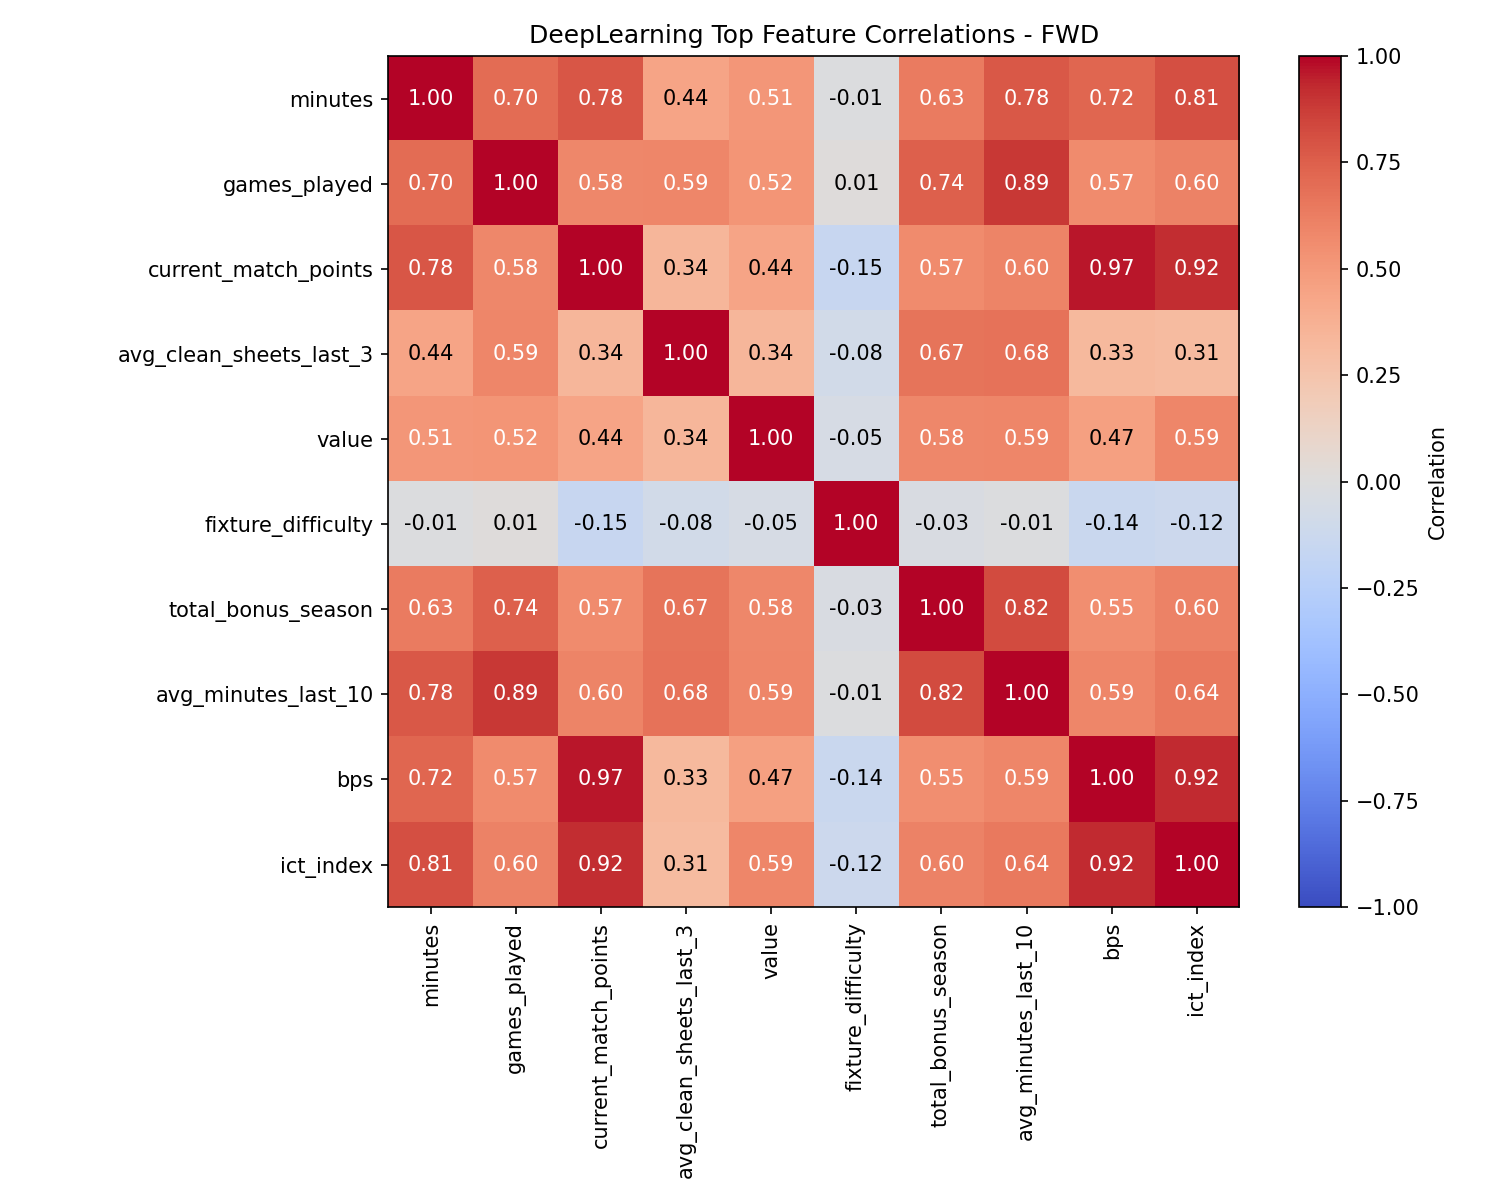 DeepLearning Top Feature Correlations - FWD
minutes 1.00 0.70 0.78 0.44 0.51 -0.01 0.63 0.78 0.72 0.81
games_played 0.70 1.00 0.58 0.59 0.52 0.01 0.74 0.89 0.57 0.60
current_match_points 0.78 0.58 1.00 0.34 0.44 -0.15 0.57 0.60 0.97 0.92
avg_clean_sheets_last_3 0.44 0.59 0.34 1.00 0.34 -0.08 0.67 0.68 0.33 0.31
value 0.51 0.52 0.44 0.34 1.00 -0.05 0.58 0.59 0.47 0.59
fixture_difficulty -0.01 0.01 -0.15 -0.08 -0.05 1.00 -0.03 -0.01 -0.14 -0.12
total_bonus_season 0.63 0.74 0.57 0.67 0.58 -0.03 1.00 0.82 0.55 0.60
avg_minutes_last_10 0.78 0.89 0.60 0.68 0.59 -0.01 0.82 1.00 0.59 0.64
bps 0.72 0.57 0.97 0.33 0.47 -0.14 0.55 0.59 1.00 0.92
ict_index 0.81 0.60 0.92 0.31 0.59 -0.12 0.60 0.64 0.92 1.00
minutes
games_played
current_match_points
avg_clean_sheets_last_3
value
fixture_difficulty
total_bonus_season
avg_minutes_last_10
bps
ict_index
1.00
0.75
0.50
0.25
0.00
−0.25
−0.50
−0.75
−1.00
Correlation